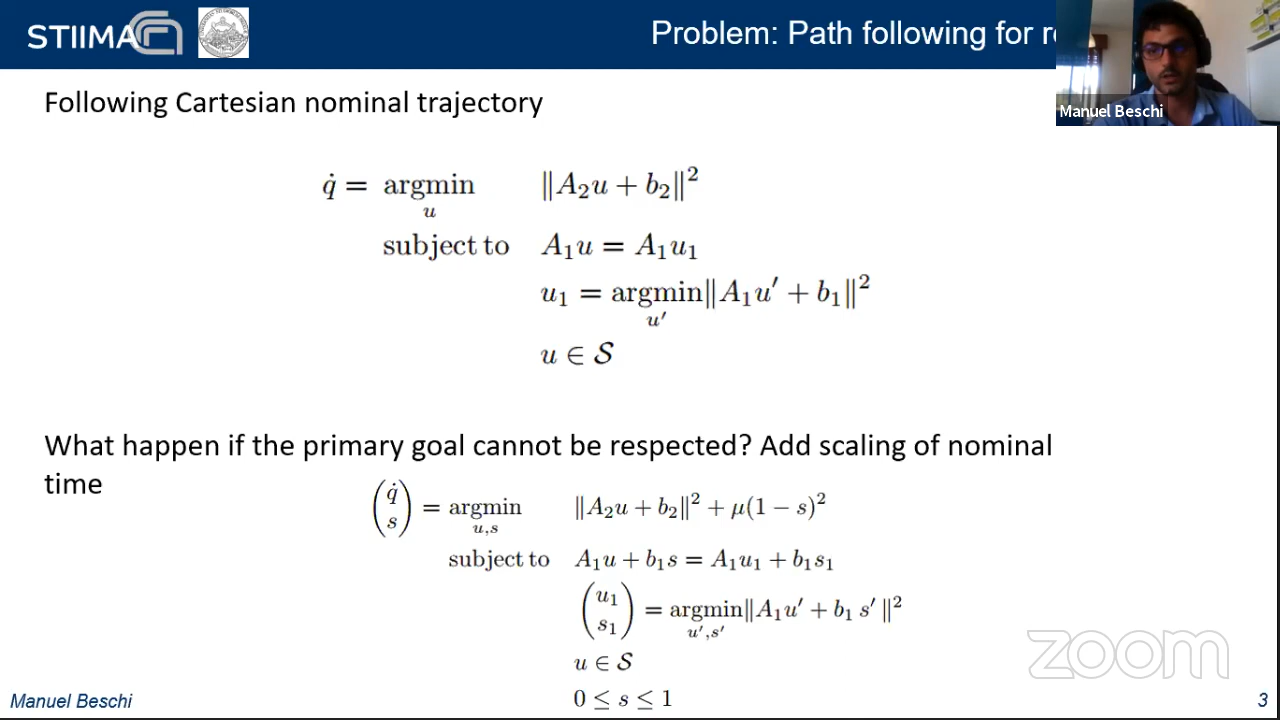 STIIMA
Problem: Path following for
Manuel Beschi
Following Cartesian nominal trajectory
q̇ = argmin ‖A₂u + b₂‖²
u
subject to A₁u = A₁u₁
u₁ = argmin‖A₁u′ + b₁‖²
u′
u ∈ 𝒮
What happen if the primary goal cannot be respected? Add scaling of nominal
time
(q̇ s) = argmin ‖A₂u + b₂‖² + μ(1 − s)²
u,s
subject to A₁u + b₁s = A₁u₁ + b₁s₁
(u₁ s₁) = argmin‖A₁u′ + b₁ s′ ‖²
u′,s′
u ∈ 𝒮
0 ≤ s ≤ 1
zoom
Manuel Beschi
3